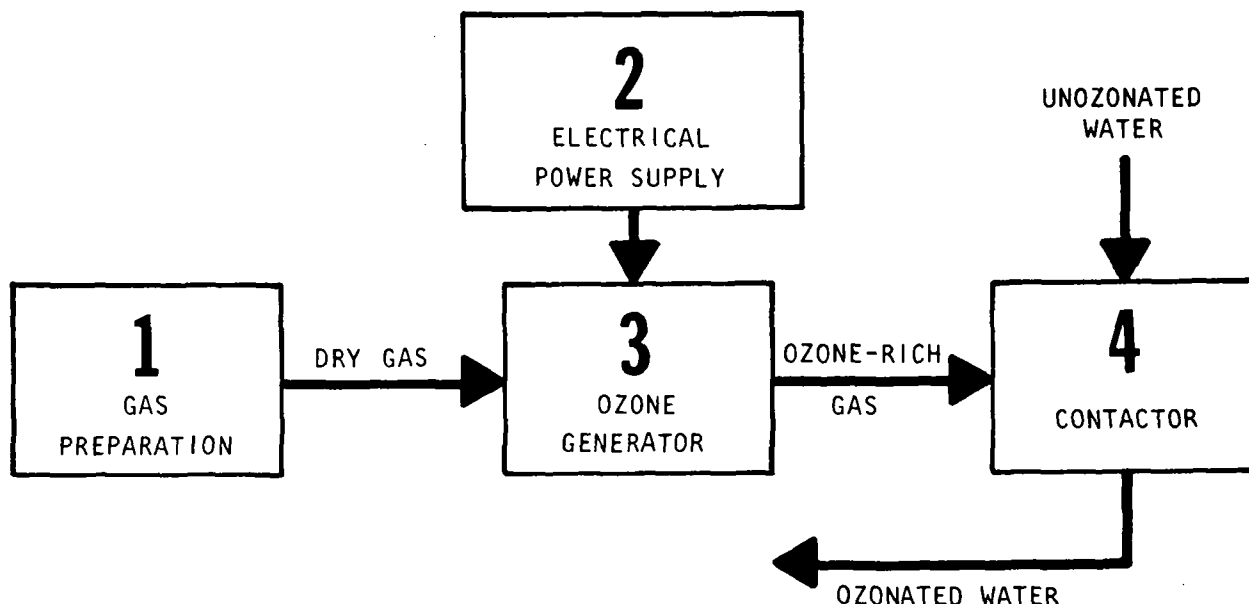 2
ELECTRICAL
POWER SUPPLY
UNOZONATED
WATER
1
GAS
PREPARATION
DRY GAS
3
OZONE
GENERATOR
OZONE-RICH
GAS
4
CONTACTOR
OZONATED WATER